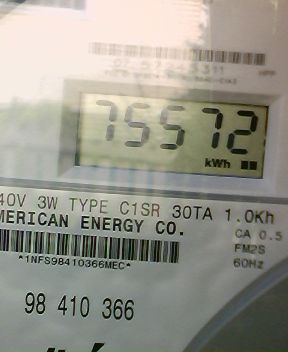 75572
kWh
40V 3W TYPE C1SR 30TA 1.0Kh
MERICAN ENERGY CO.
CA 0.5
FM2S
60Hz
*1NFS98410366MEC*
98 410 366